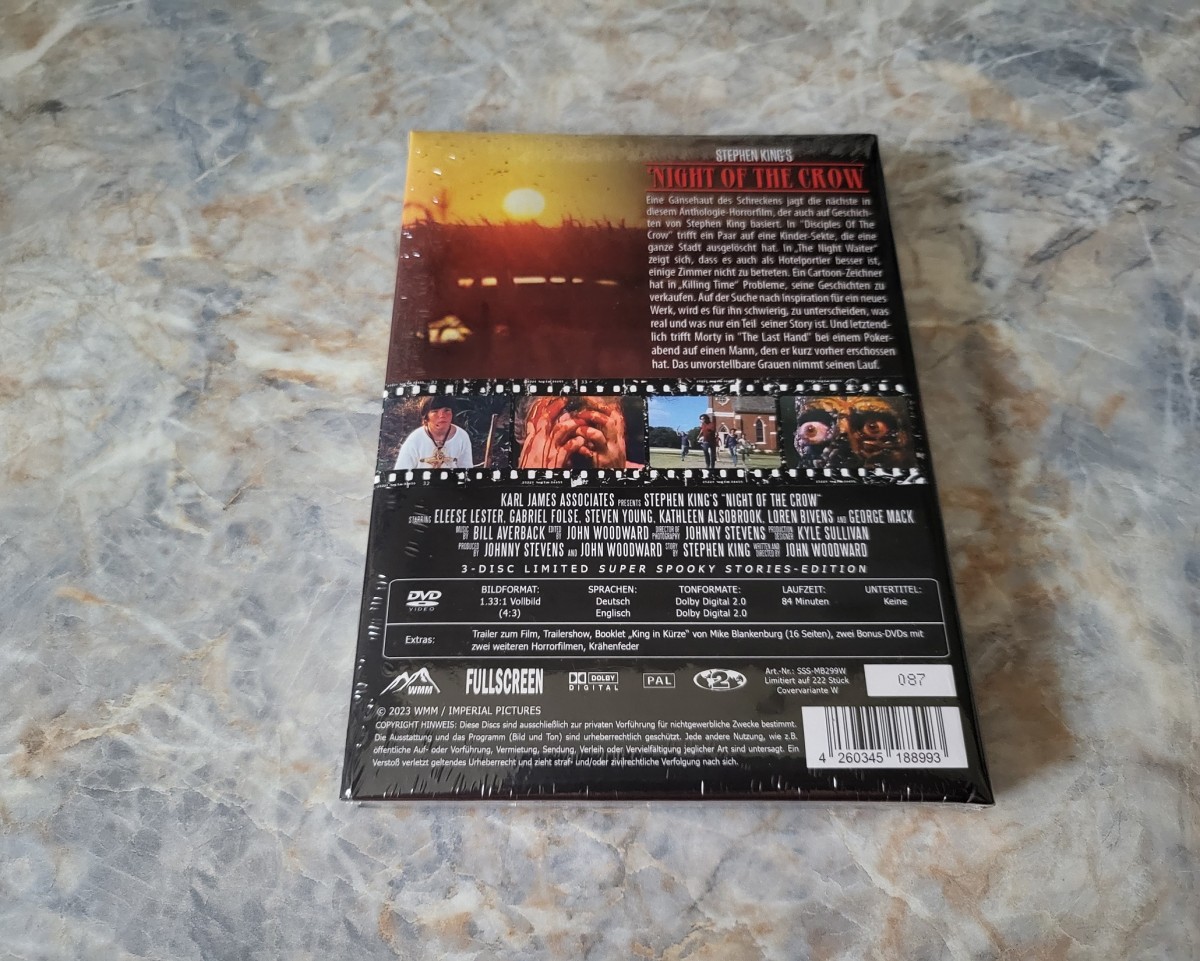 STEPHEN KING'S
NIGHT OF THE CROW
Eine Gänsehaut des Schreckens jagt die nächste in
diesem Anthologie-Horrorfilm, der auch auf Geschich-
ten von Stephen King basiert. In "Disciples Of The
Crow" trifft ein Paar auf eine Kinder-Sekte, die eine
ganze Stadt ausgelöscht hat. In „The Night Waiter"
zeigt sich, dass es auch als Hotelportier besser ist,
einige Zimmer nicht zu betreten. Ein Cartoon-Zeichner
hat in „Killing Time" Probleme, seine Geschichten zu
verkaufen. Auf der Suche nach Inspiration für ein neues
Werk, wird es für ihn schwierig, zu unterscheiden, was
real und was nur ein Teil seiner Story ist. Und letztend-
lich trifft Morty in "The Last Hand" bei einem Poker-
abend auf einen Mann, den er kurz vorher erschossen
hat. Das unvorstellbare Grauen nimmt seinen Lauf.
KARL JAMES ASSOCIATES PRESENTS STEPHEN KING'S "NIGHT OF THE CROW"
STARRING ELEESE LESTER, GABRIEL FOLSE, STEVEN YOUNG, KATHLEEN ALSOBROOK, LOREN BIVENS AND GEORGE MACK
MUSIC BY BILL AVERBACK EDITED BY JOHN WOODWARD DIRECTOR OF PHOTOGRAPHY JOHNNY STEVENS PRODUCTION DESIGNER KYLE SULLIVAN
PRODUCED BY JOHNNY STEVENS AND JOHN WOODWARD STORY BY STEPHEN KING WRITTEN AND DIRECTED BY JOHN WOODWARD
3-DISC LIMITED SUPER SPOOKY STORIES-EDITION
DVD VIDEO
BILDFORMAT: SPRACHEN: TONFORMATE: LAUFZEIT: UNTERTITEL:
1.33:1 Vollbild Deutsch Dolby Digital 2.0 84 Minuten Keine
(4:3) Englisch Dolby Digital 2.0
Extras: Trailer zum Film, Trailershow, Booklet „King in Kürze" von Mike Blankenburg (16 Seiten), zwei Bonus-DVDs mit
zwei weiteren Horrorfilmen, Krähenfeder
WMM FULLSCREEN DOLBY DIGITAL PAL 2
Art.-Nr.: SSS-MB299W
Limitiert auf 222 Stück
Covervariante W
087
© 2023 WMM / IMPERIAL PICTURES
COPYRIGHT HINWEIS: Diese Discs sind ausschließlich zur privaten Vorführung für nichtgewerbliche Zwecke bestimmt.
Die Ausstattung und das Programm (Bild und Ton) sind urheberrechtlich geschützt. Jede andere Nutzung, wie z.B.
öffentliche Auf- oder Vorführung, Vermietung, Sendung, Verleih oder Vervielfältigung jeglicher Art sind untersagt. Ein
Verstoß verletzt geltendes Urheberrecht und zieht straf- und/oder zivilrechtliche Verfolgung nach sich.
4 260345 188993